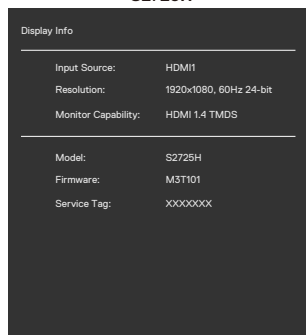 Display Info
Input Source: HDMI1
Resolution: 1920x1080, 60Hz 24-bit
Monitor Capability: HDMI 1.4 TMDS
Model: S2725H
Firmware: M3T101
Service Tag: XXXXXXX